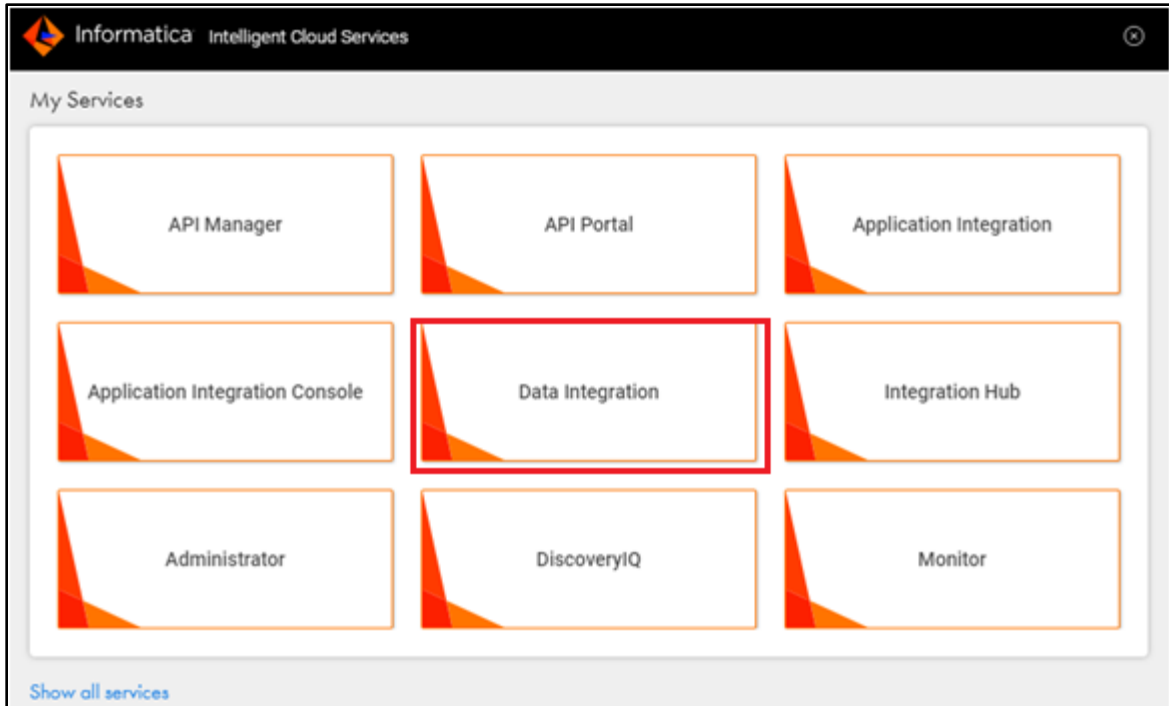 Informatica Intelligent Cloud Services
My Services
API Manager
API Portal
Application Integration
Application Integration Console
Data Integration
Integration Hub
Administrator
DiscoveryIQ
Monitor
Show all services